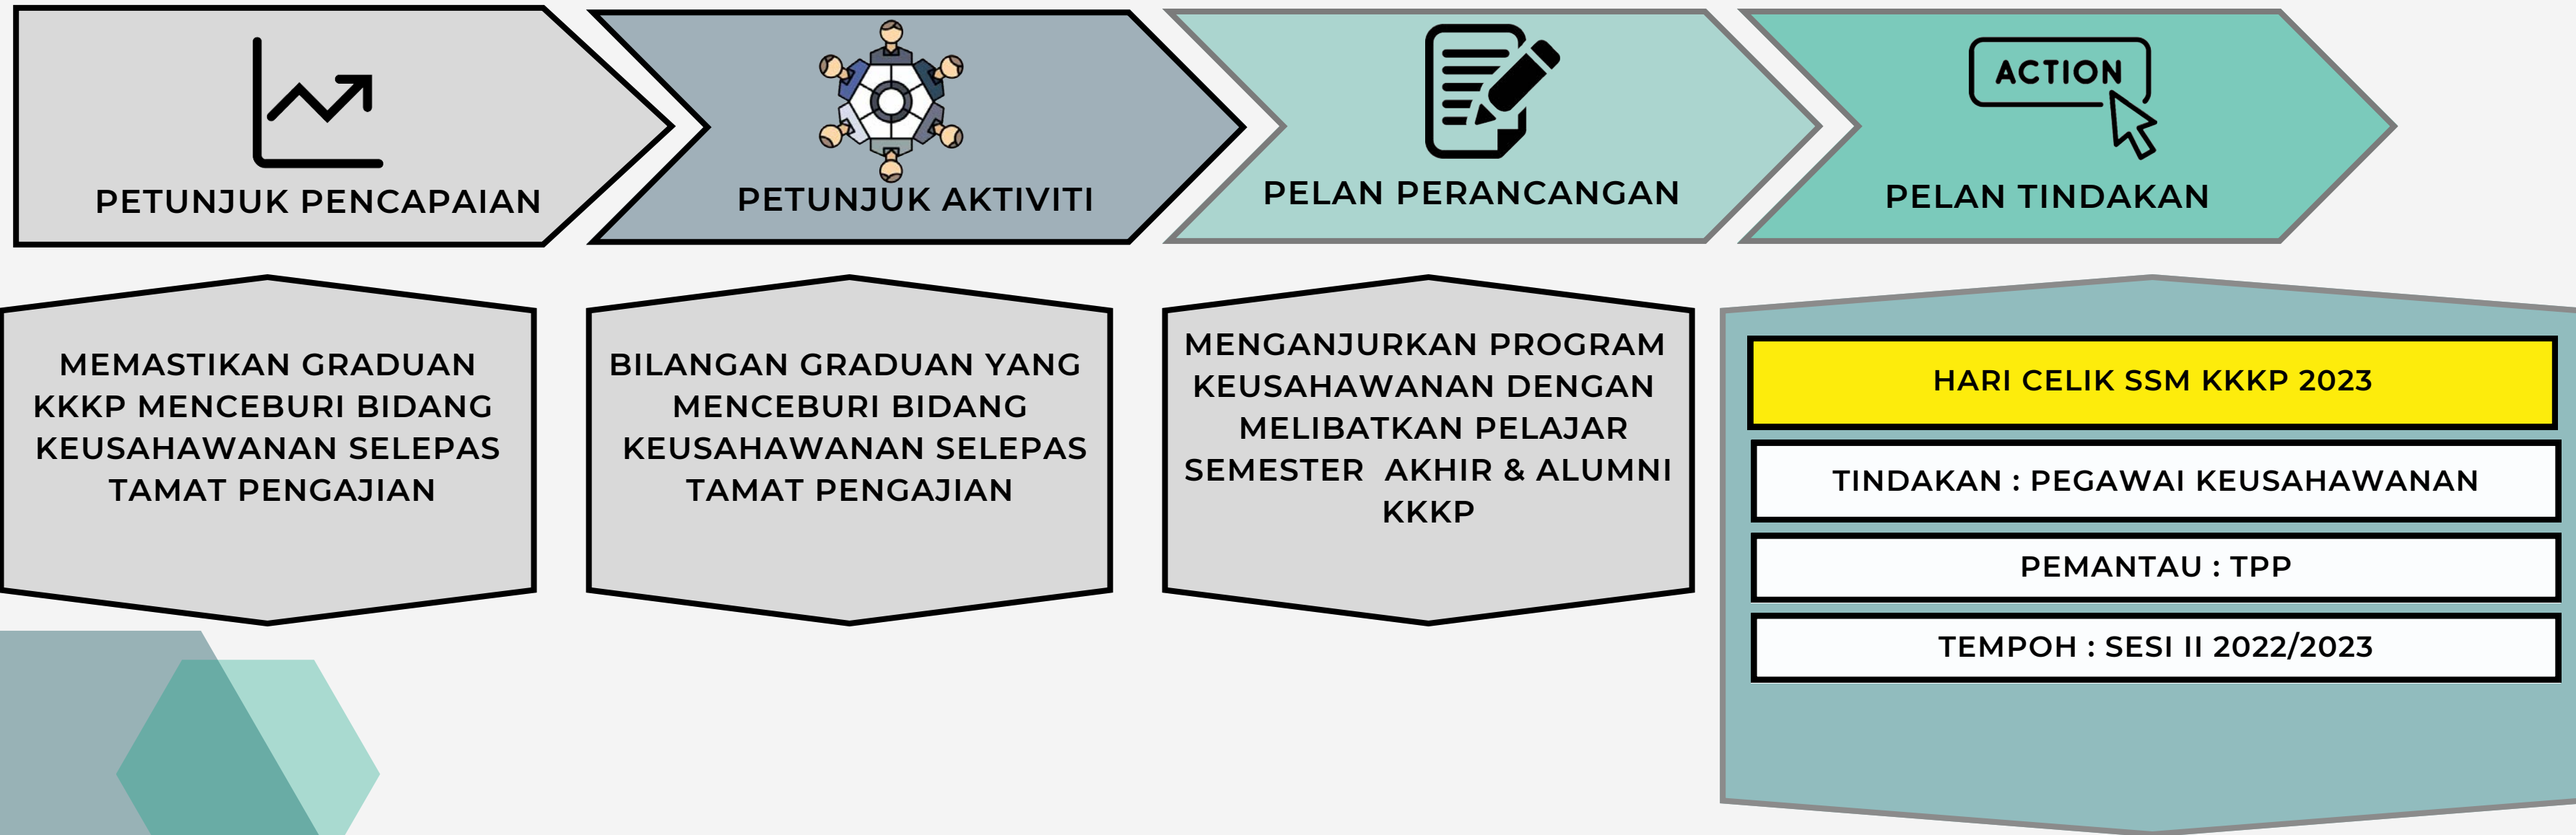 PETUNJUK PENCAPAIAN
PETUNJUK AKTIVITI
PELAN PERANCANGAN
ACTION
PELAN TINDAKAN
MEMASTIKAN GRADUAN
KKKP MENCEBURI BIDANG
KEUSAHAWANAN SELEPAS
TAMAT PENGAJIAN
BILANGAN GRADUAN YANG
MENCEBURI BIDANG
KEUSAHAWANAN SELEPAS
TAMAT PENGAJIAN
MENGANJURKAN PROGRAM
KEUSAHAWANAN DENGAN
MELIBATKAN PELAJAR
SEMESTER AKHIR & ALUMNI
KKKP
HARI CELIK SSM KKKP 2023
TINDAKAN : PEGAWAI KEUSAHAWANAN
PEMANTAU : TPP
TEMPOH : SESI II 2022/2023